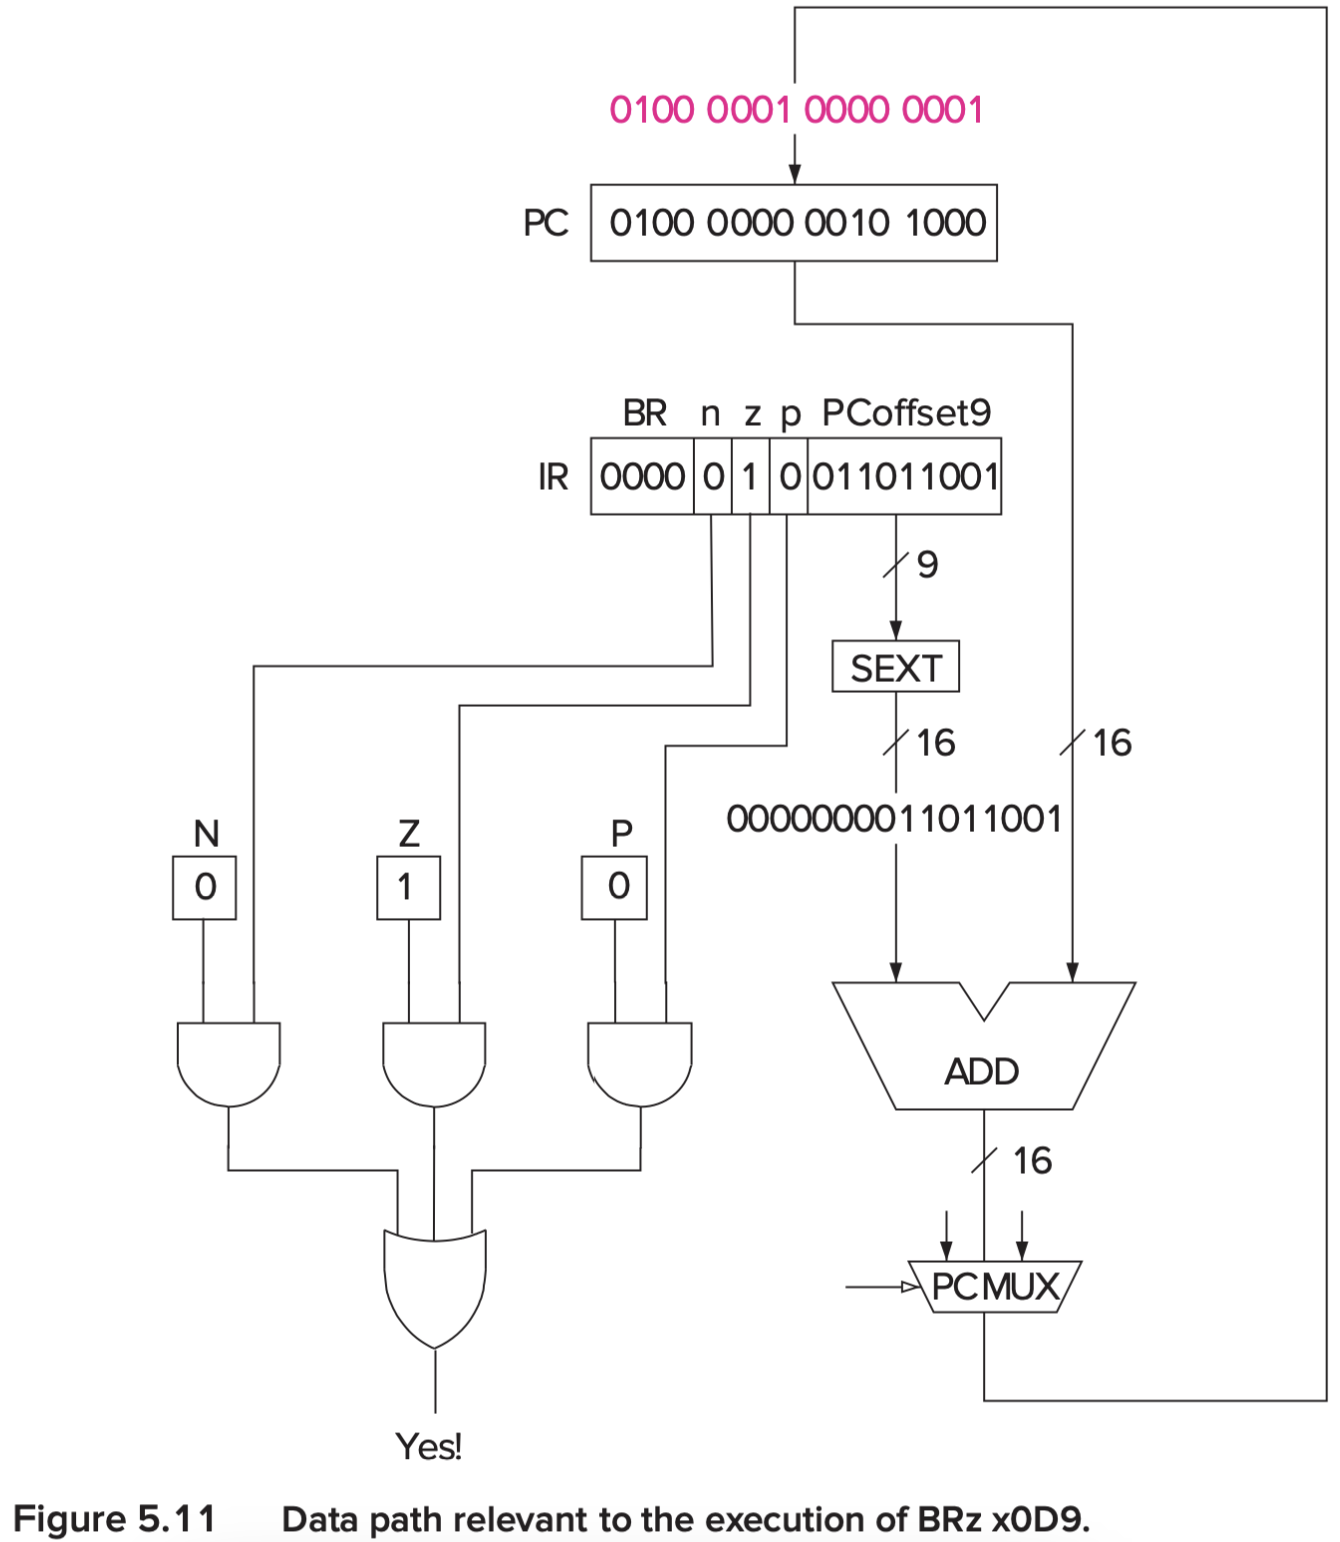 0100 0001 0000 0001
PC 0100 0000 0010 1000
BR n z p PCoffset9
IR 0000 0 1 0 011011001
9
SEXT
16 16
0000000011011001
N Z P
0 1 0
ADD
16
PCMUX
Yes!
Figure 5.11 Data path relevant to the execution of BRz x0D9.